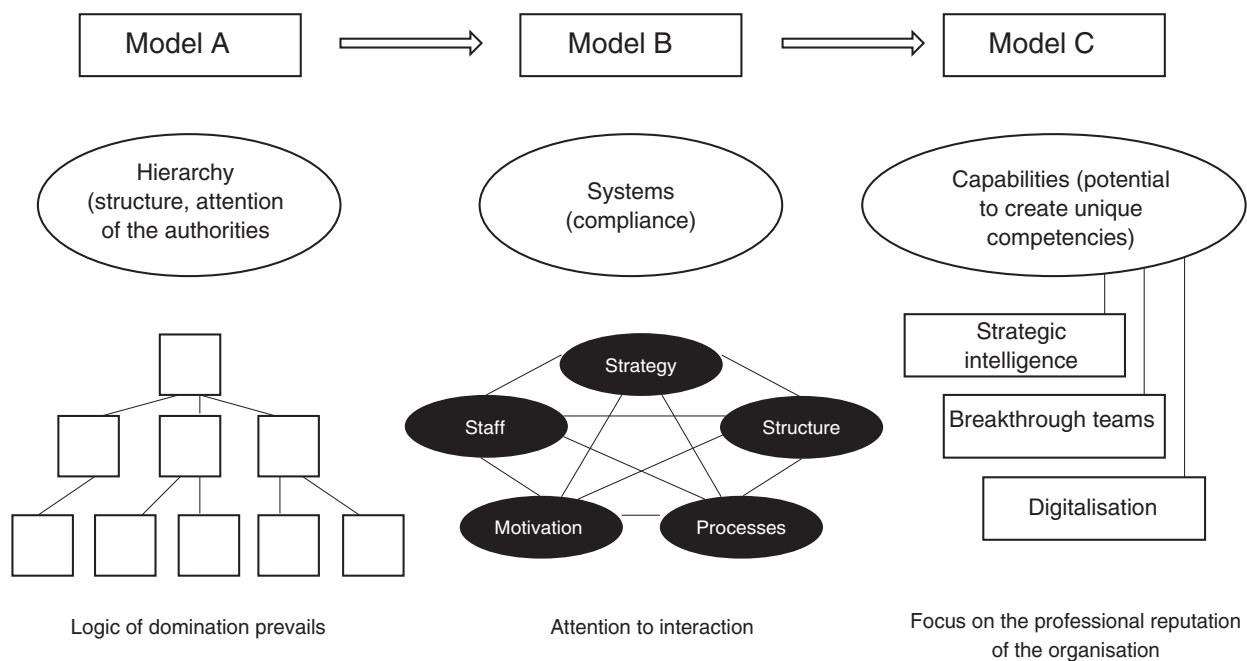 Model A
Model B
Model C
Hierarchy
(structure, attention
of the authorities
Systems
(compliance)
Capabilities (potential
to create unique
competencies)
Strategic
intelligence
Breakthrough teams
Digitalisation
Strategy
Staff
Structure
Motivation
Processes
Logic of domination prevails
Attention to interaction
Focus on the professional reputation
of the organisation